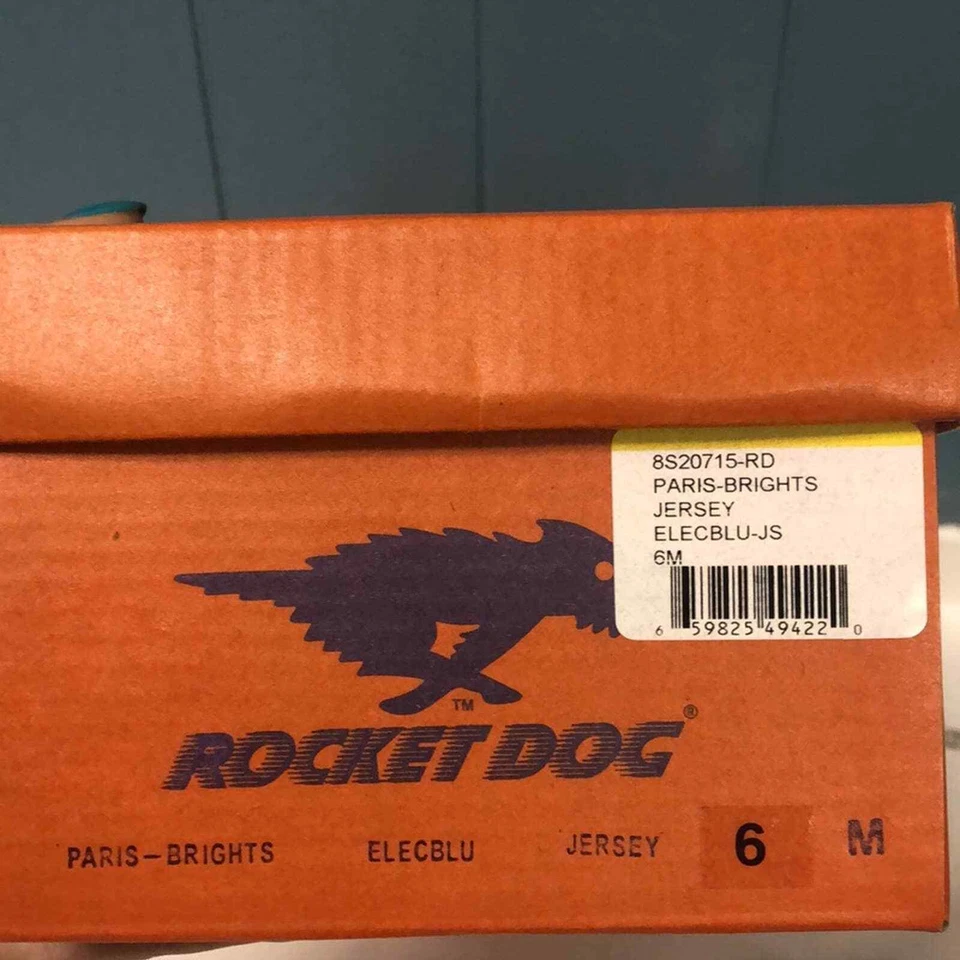 8S20715-RD
PARIS-BRIGHTS
JERSEY
ELECBLU-JS
6M
6 59825 49422 0
TM
ROCKET DOG®
PARIS-BRIGHTS ELECBLU JERSEY 6 M